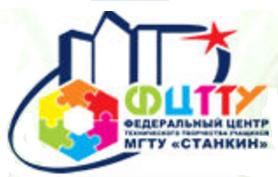 ФЦТТУ
ФЕДЕРАЛЬНЫЙ ЦЕНТР
ТЕХНИЧЕСКОГО ТВОРЧЕСТВА УЧАЩИХСЯ
МГТУ «СТАНКИН»